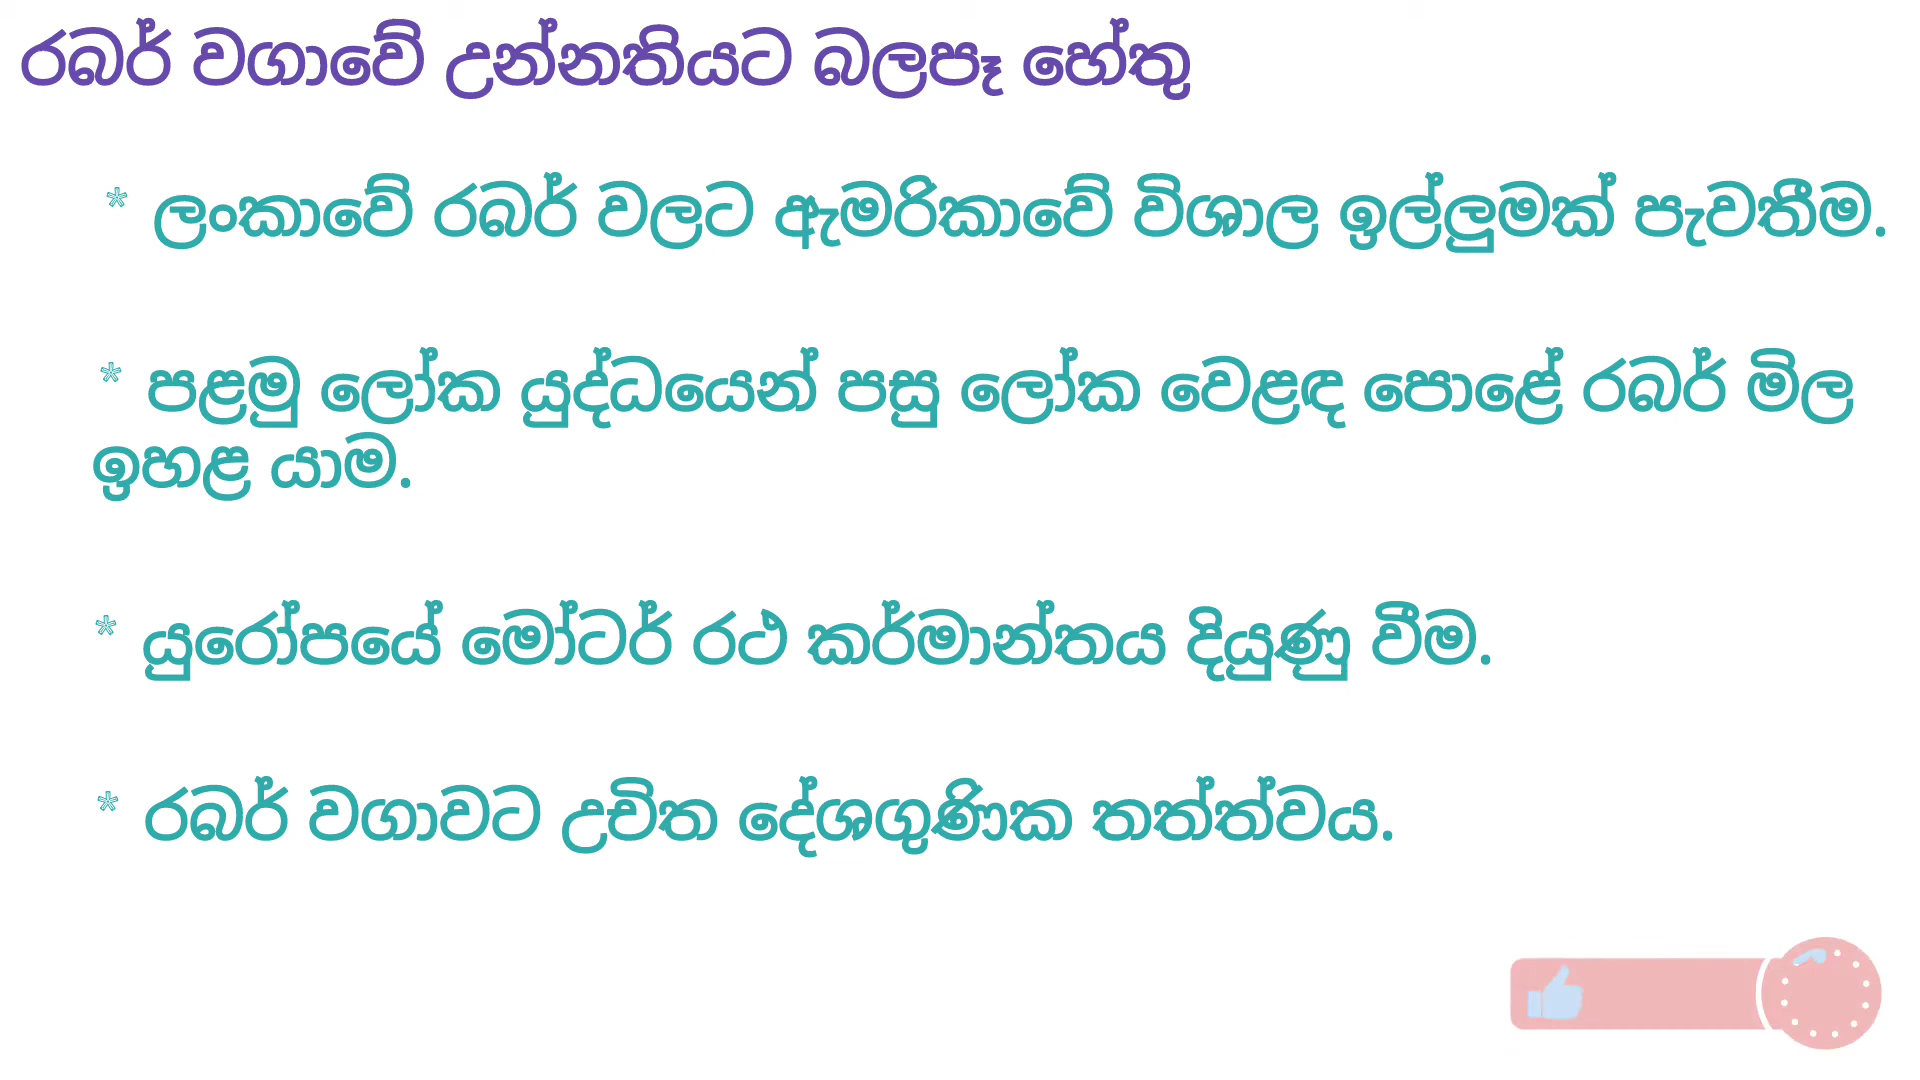 රබර් වගාවේ උන්නතියට බලපෑ හේතු
* ලංකාවේ රබර් වලට ඇමරිකාවේ විශාල ඉල්ලුමක් පැවතීම.
* පළමු ලෝක යුද්ධයෙන් පසු ලෝක වෙළඳ පොළේ රබර් මිල
ඉහළ යාම.
* යුරෝපයේ මෝටර් රථ කර්මාන්තය දියුණු වීම.
* රබර් වගාවට උචිත දේශගුණික තත්ත්වය.